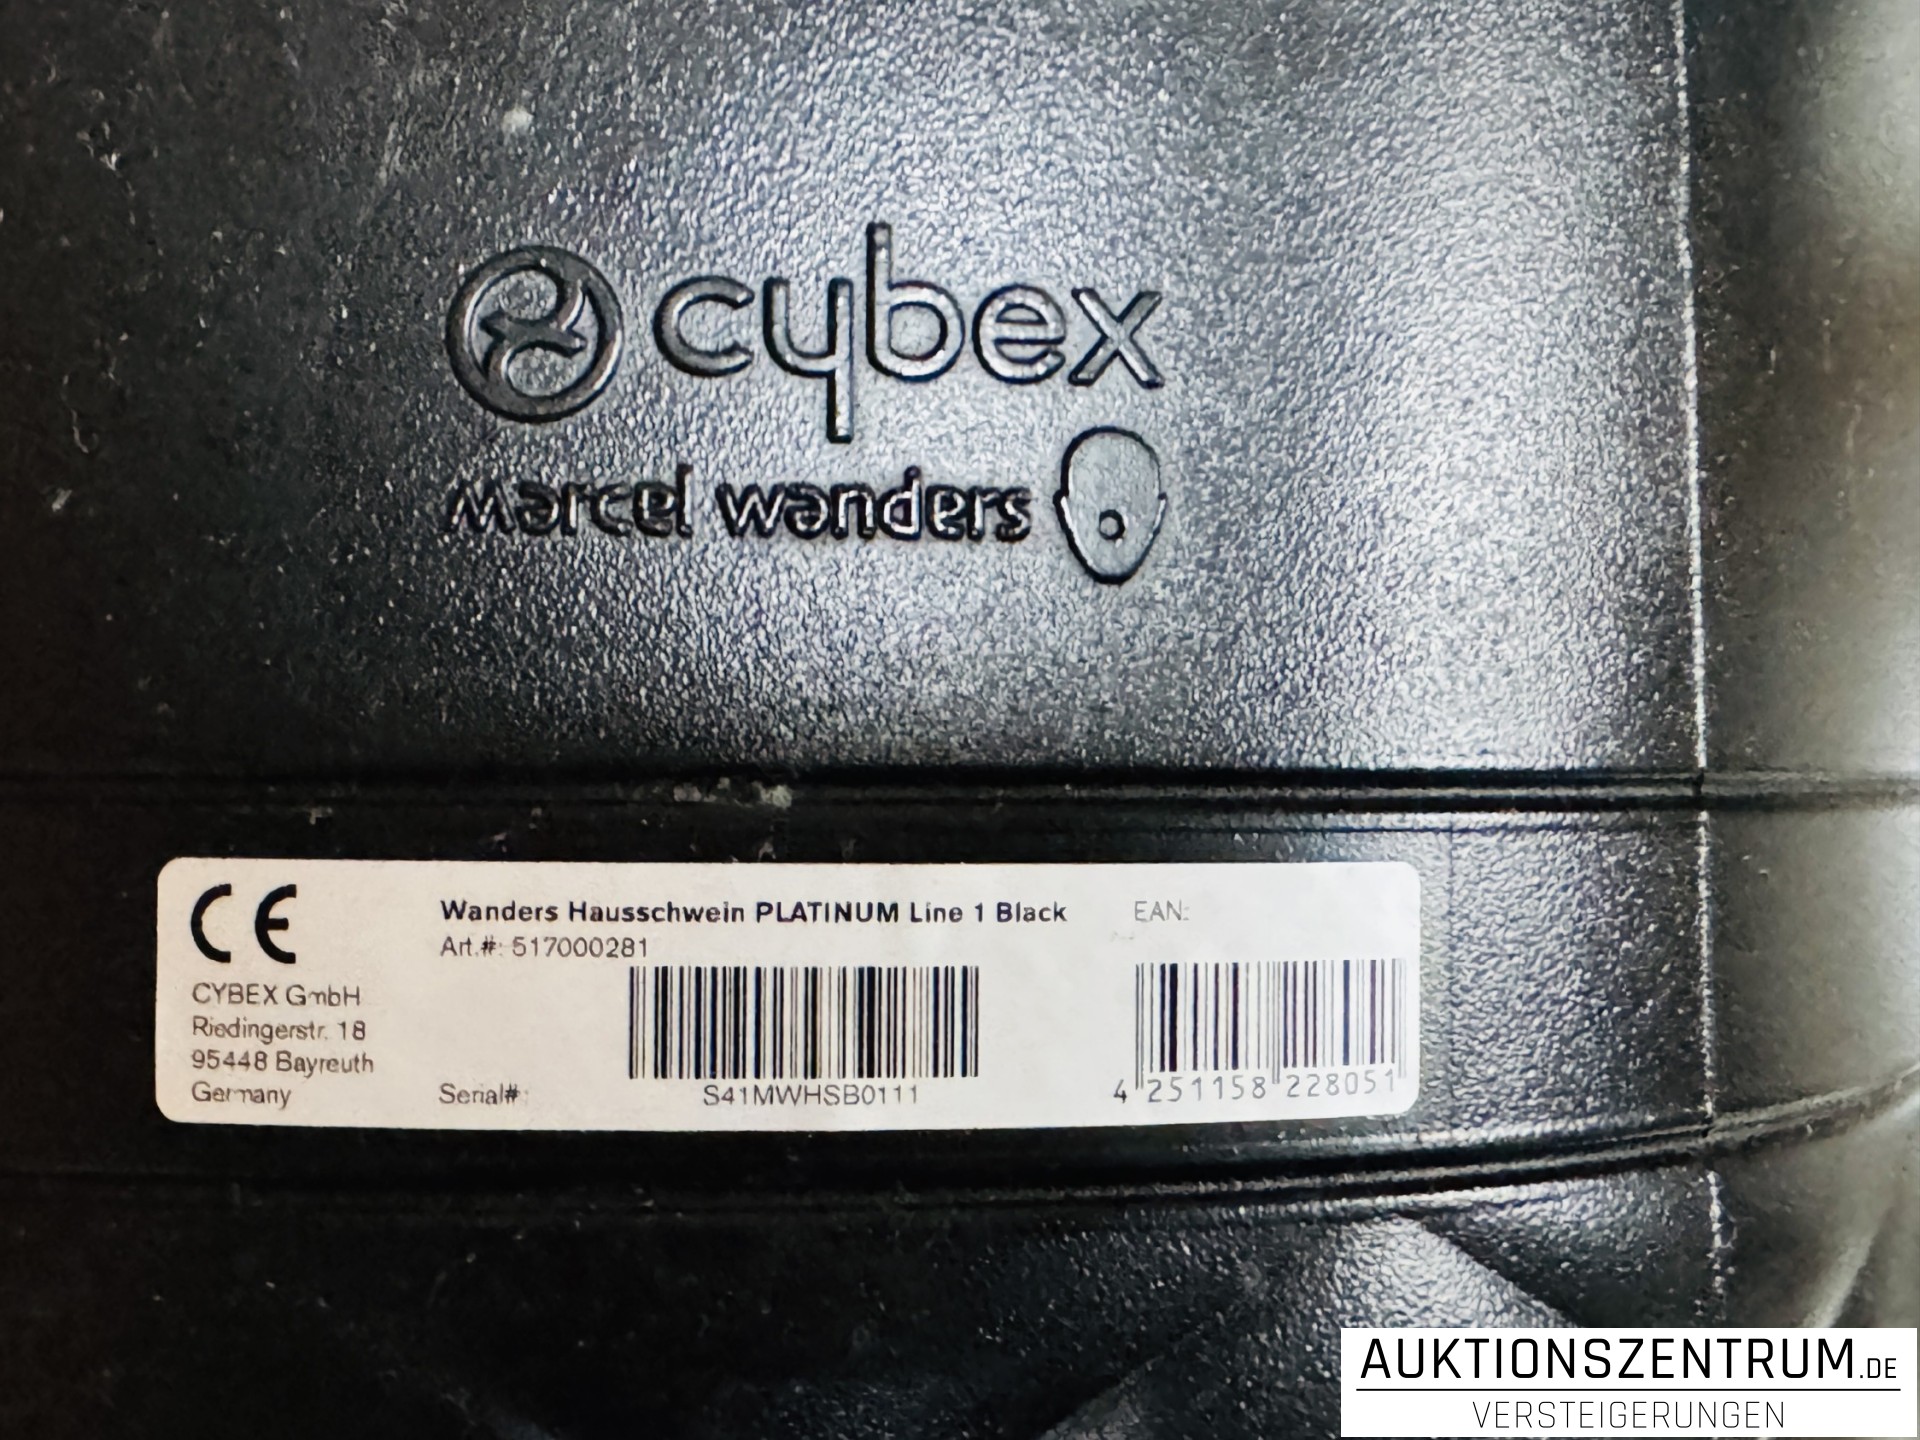 cybex
marcel wanders
CE
CYBEX GmbH
Riedingerstr. 18
95448 Bayreuth
Germany
Wanders Hausschwein PLATINUM Line 1 Black
Art.#: 517000281
Serial#:
S41MWHSB0111
EAN:
4 251158 228051
AUKTIONSZENTRUM.DE
VERSTEIGERUNGEN